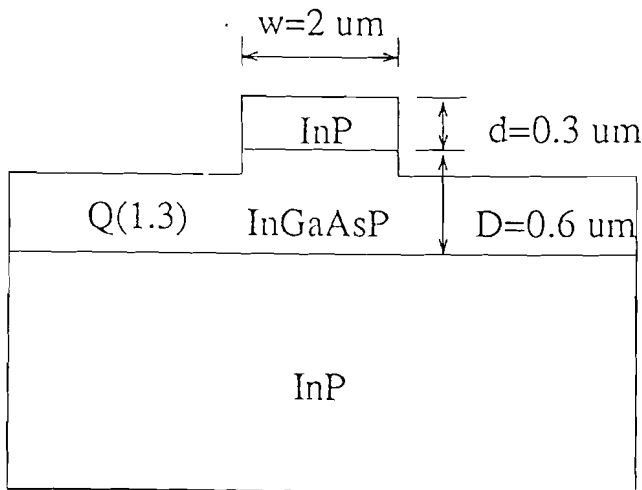 w=2 um
InP
d=0.3 um
Q(1.3)
InGaAsP
D=0.6 um
InP